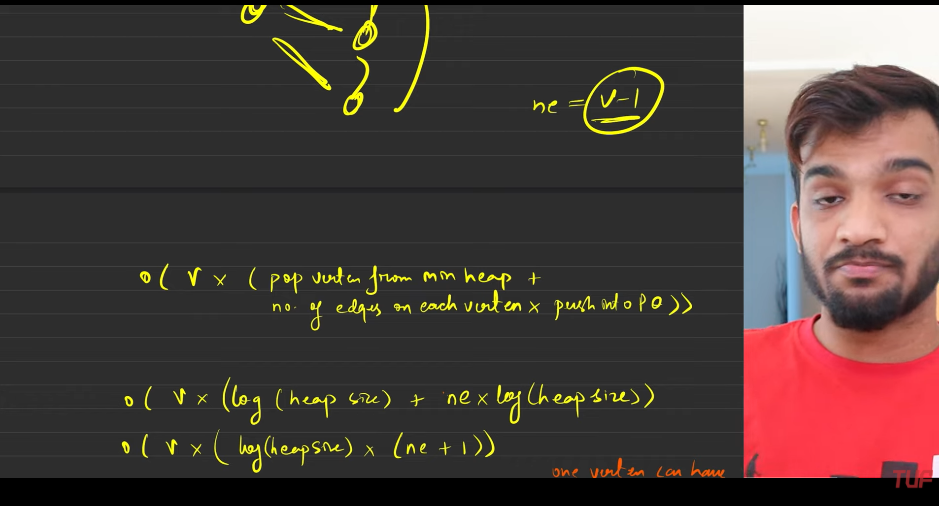 ne = V-1
O( V × ( pop vertex from min heap +
no. of edges on each vertex × push into PQ ))
O( V × (log (heap size) + ne × log(heap size))
O( V × ( log(heapsize) × (ne + 1))
one vertex can have
TUF